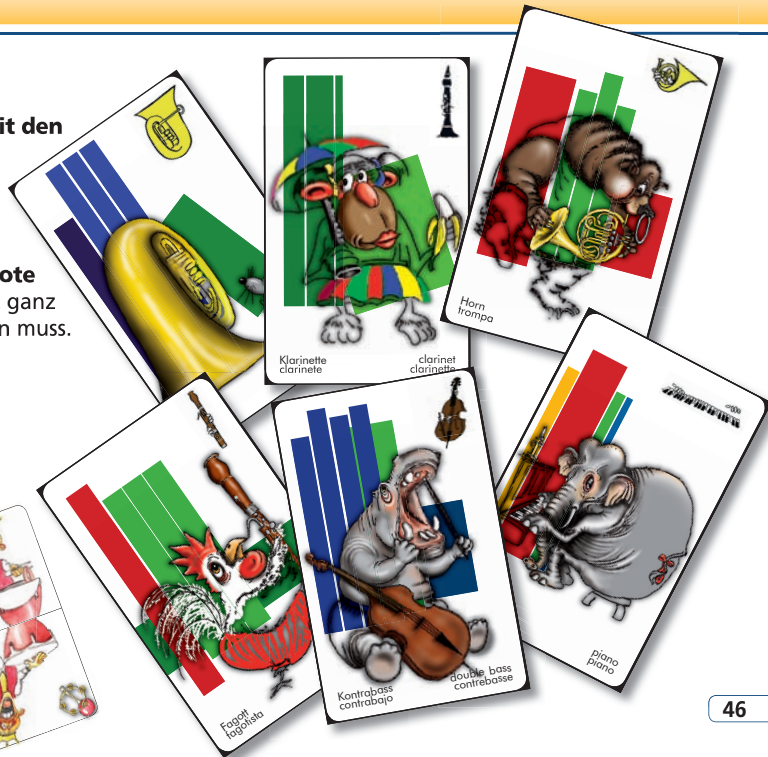 it den
ote
ganz
n muss.
Klarinette
clarinete
clarinet
clarinette
Horn
trompa
Fagott
fagotista
Kontrabass
contrabajo
double bass
contrebasse
piano
piano
46